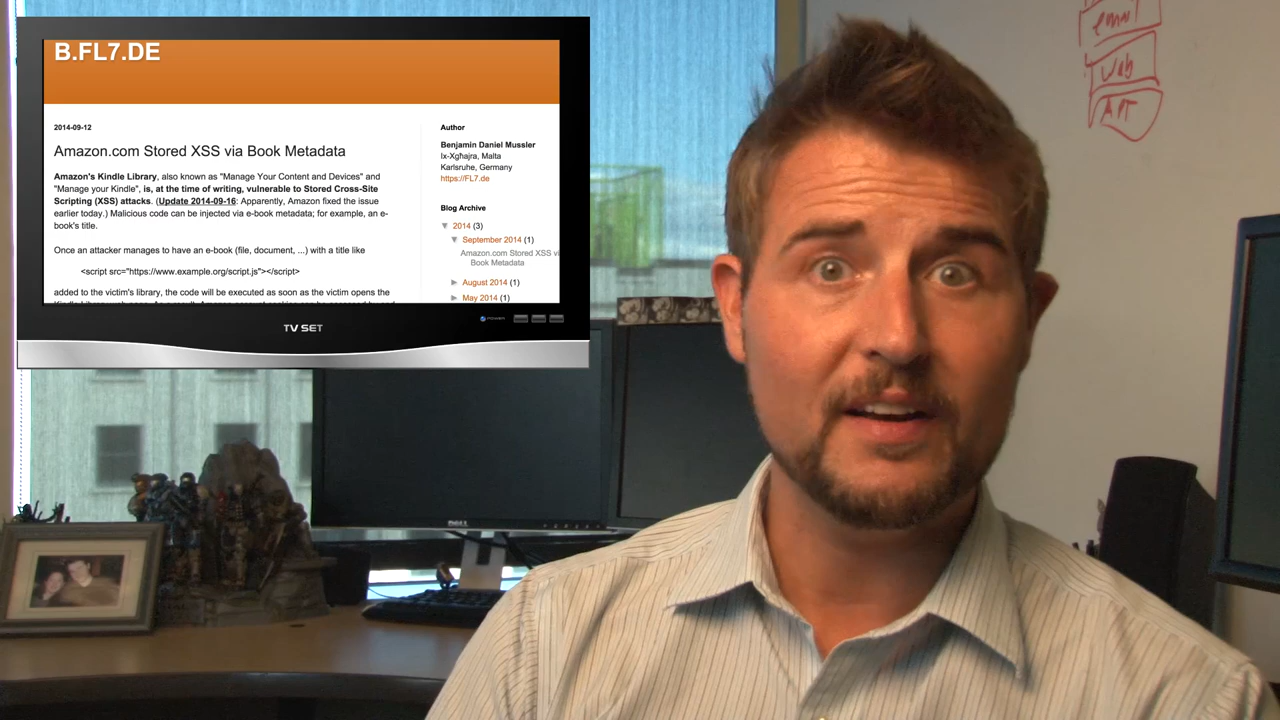 B.FL7.DE
2014-09-12
Amazon.com Stored XSS via Book Metadata
Amazon's Kindle Library, also known as "Manage Your Content and Devices" and
"Manage your Kindle", is, at the time of writing, vulnerable to Stored Cross-Site
Scripting (XSS) attacks. (Update 2014-09-16: Apparently, Amazon fixed the issue
earlier today.) Malicious code can be injected via e-book metadata; for example, an e-
book's title.
Once an attacker manages to have an e-book (file, document, ...) with a title like
<script src="https://www.example.org/script.js"></script>
added to the victim's library, the code will be executed as soon as the victim opens the
Author
Benjamin Daniel Mussler
Ix-Xgħajra, Malta
Karlsruhe, Germany
https://FL7.de
Blog Archive
▼ 2014 (3)
▼ September 2014 (1)
Amazon.com Stored XSS vi
Book Metadata
► August 2014 (1)
► May 2014 (1)
POWER
TV SET
DELL
email
Web
API